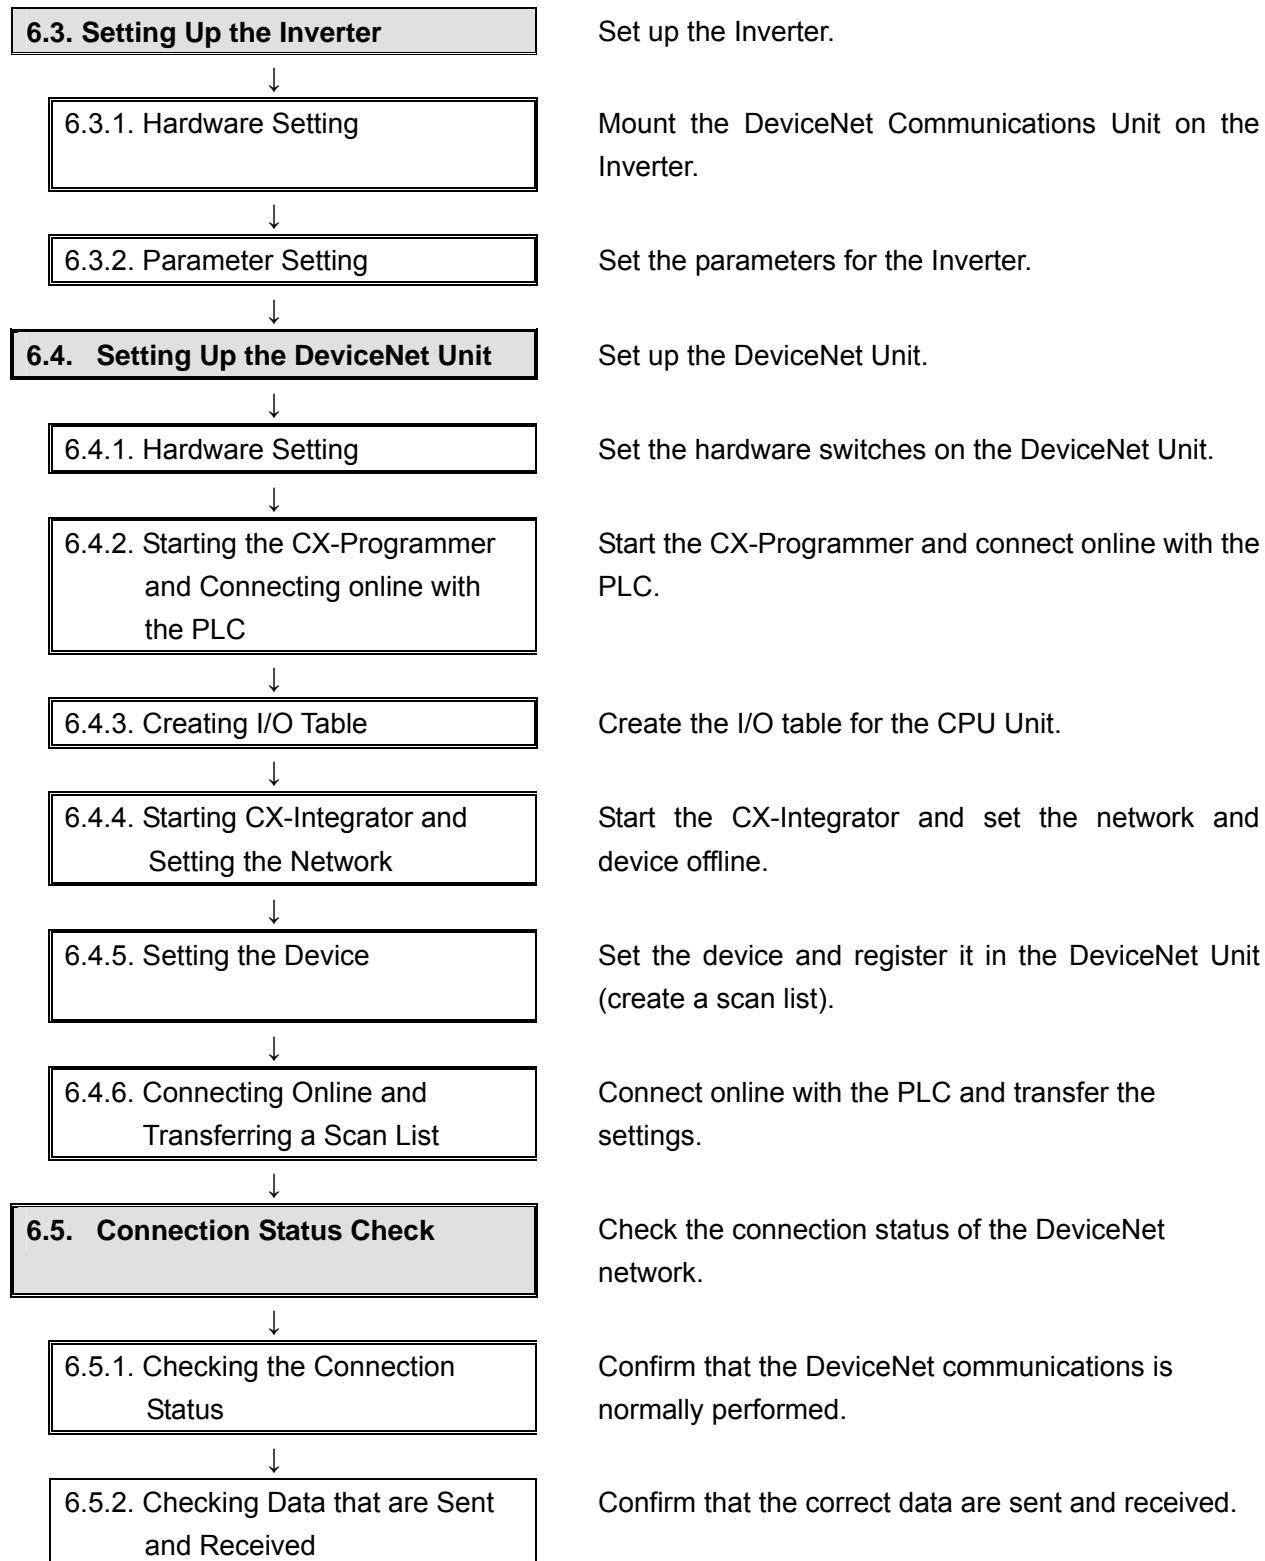 6.3. Setting Up the Inverter
Set up the Inverter.
↓
6.3.1. Hardware Setting
Mount the DeviceNet Communications Unit on the
Inverter.
↓
6.3.2. Parameter Setting
Set the parameters for the Inverter.
↓
6.4. Setting Up the DeviceNet Unit
Set up the DeviceNet Unit.
↓
6.4.1. Hardware Setting
Set the hardware switches on the DeviceNet Unit.
↓
6.4.2. Starting the CX-Programmer
and Connecting online with
the PLC
Start the CX-Programmer and connect online with the
PLC.
↓
6.4.3. Creating I/O Table
Create the I/O table for the CPU Unit.
↓
6.4.4. Starting CX-Integrator and
Setting the Network
Start the CX-Integrator and set the network and
device offline.
↓
6.4.5. Setting the Device
Set the device and register it in the DeviceNet Unit
(create a scan list).
↓
6.4.6. Connecting Online and
Transferring a Scan List
Connect online with the PLC and transfer the
settings.
↓
6.5. Connection Status Check
Check the connection status of the DeviceNet
network.
↓
6.5.1. Checking the Connection
Status
Confirm that the DeviceNet communications is
normally performed.
↓
6.5.2. Checking Data that are Sent
and Received
Confirm that the correct data are sent and received.